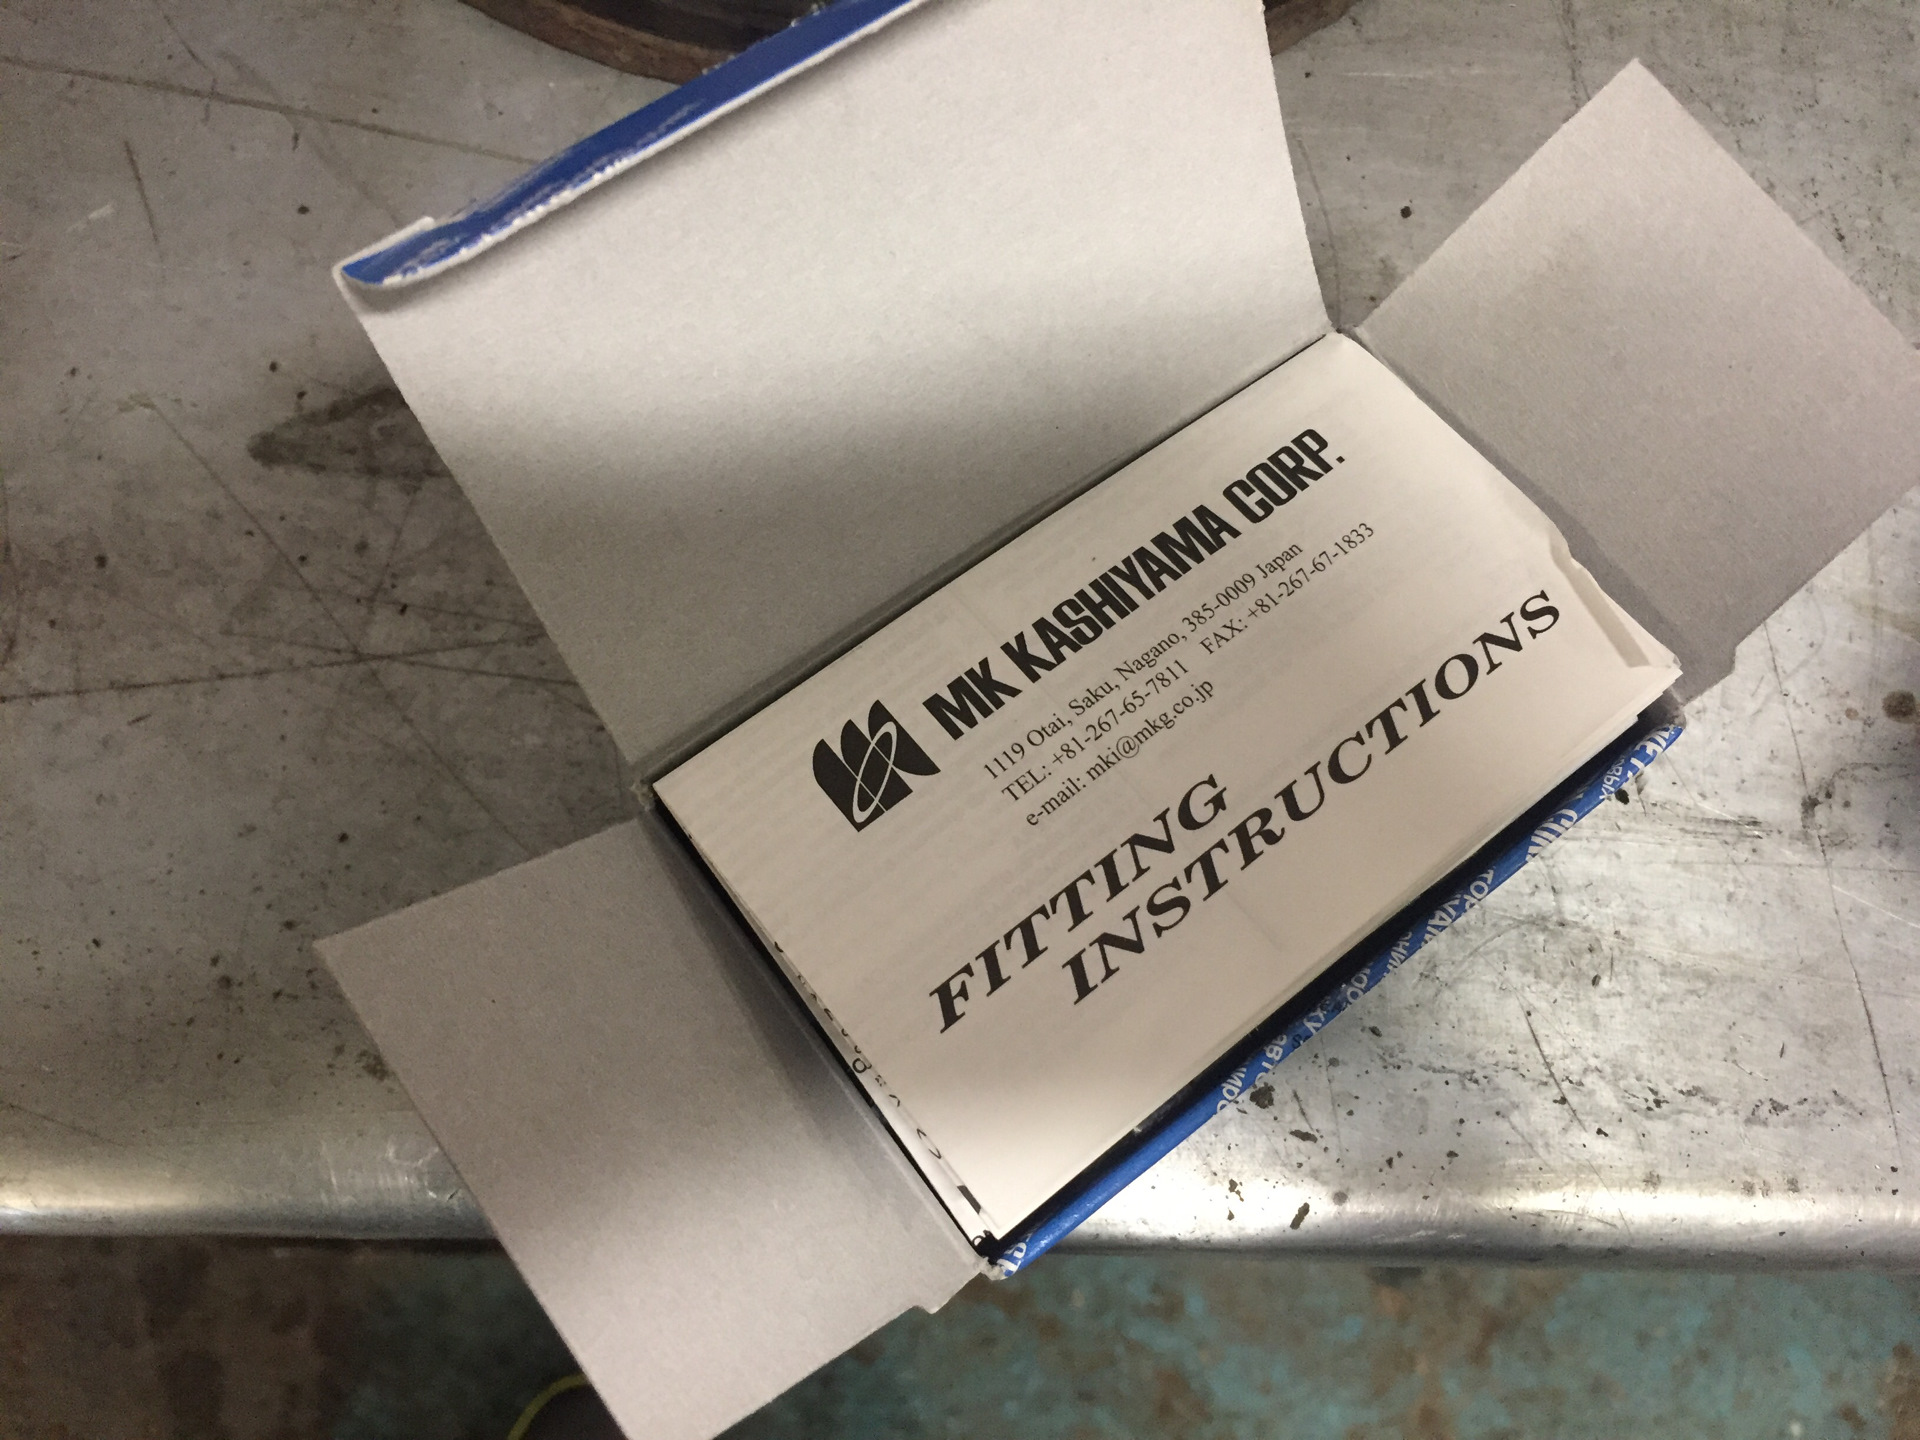 MK KASHIYAMA CORP.
1119 Otai, Saku, Nagano, 385-0009 Japan
TEL: +81-267-65-7811 FAX: +81-267-67-1833
e-mail: mki@mkg.co.jp
FITTING
INSTRUCTIONS